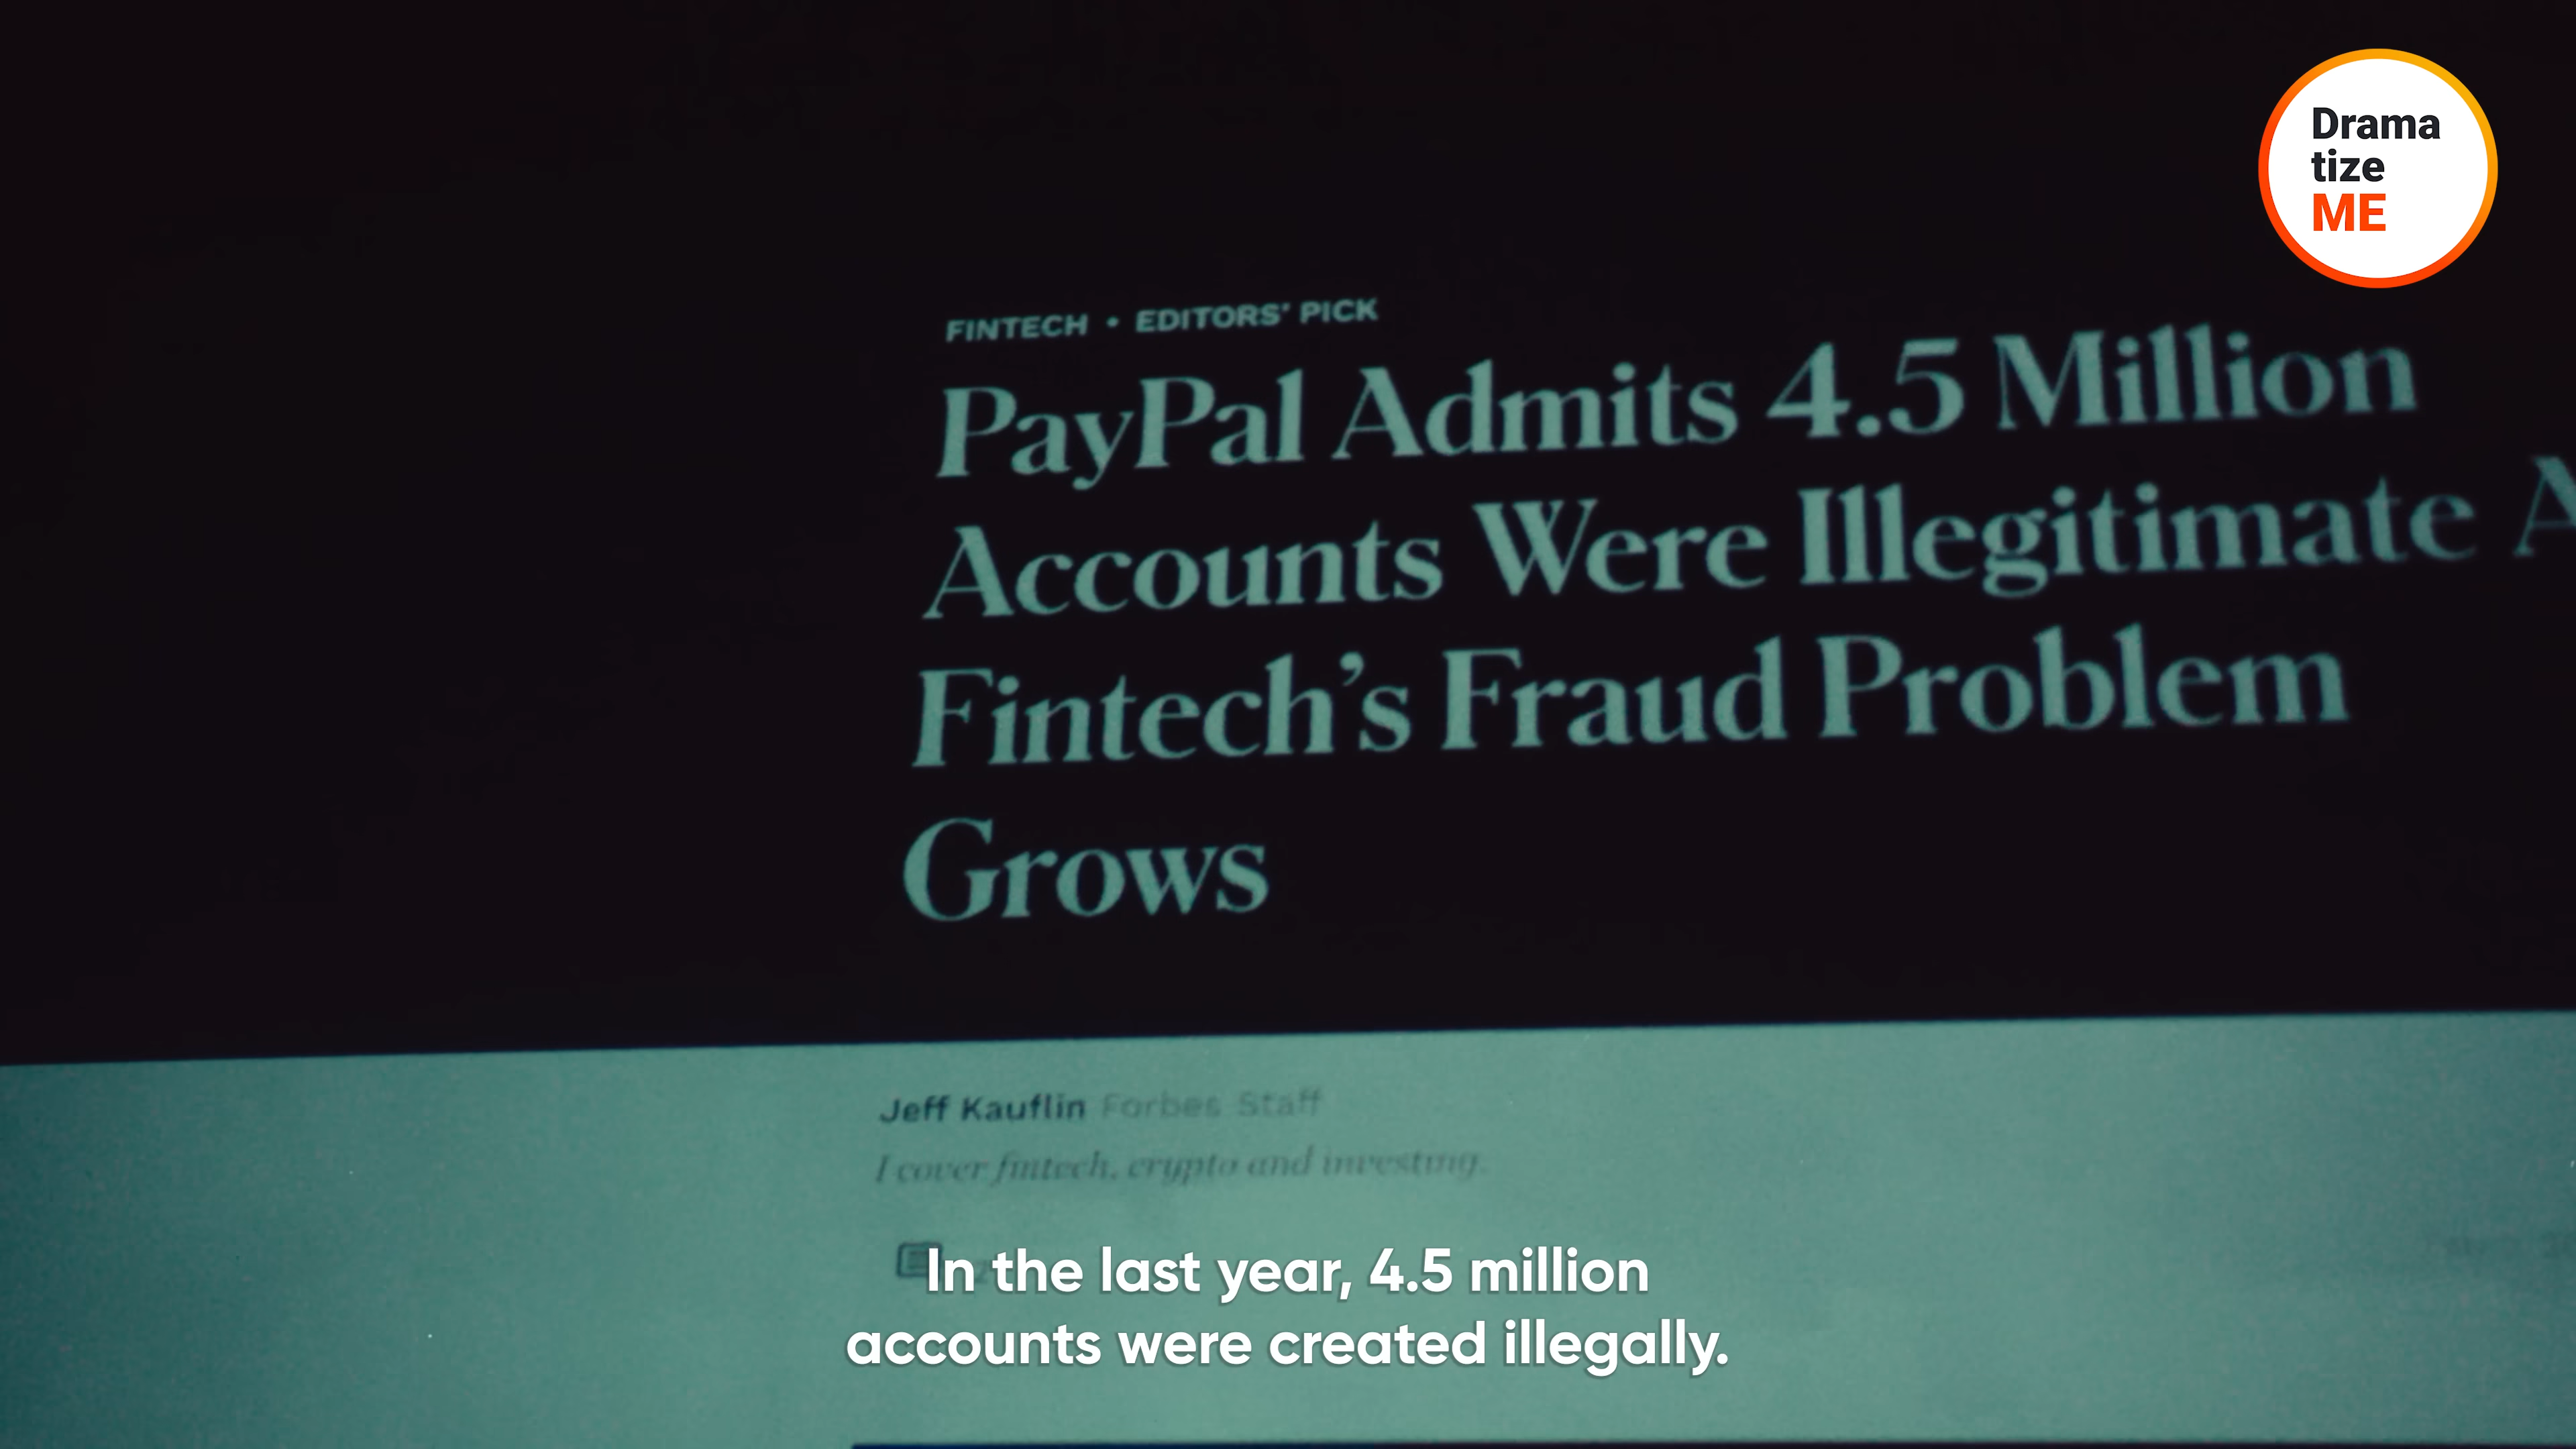 Drama
tize
ME
FINTECH • EDITORS' PICK
PayPal Admits 4.5 Million
Accounts Were Illegitimate A
Fintech’s Fraud Problem
Grows
Jeff Kauflin Forbes Staff
I cover fintech, crypto and investing.
In the last year, 4.5 million
accounts were created illegally.